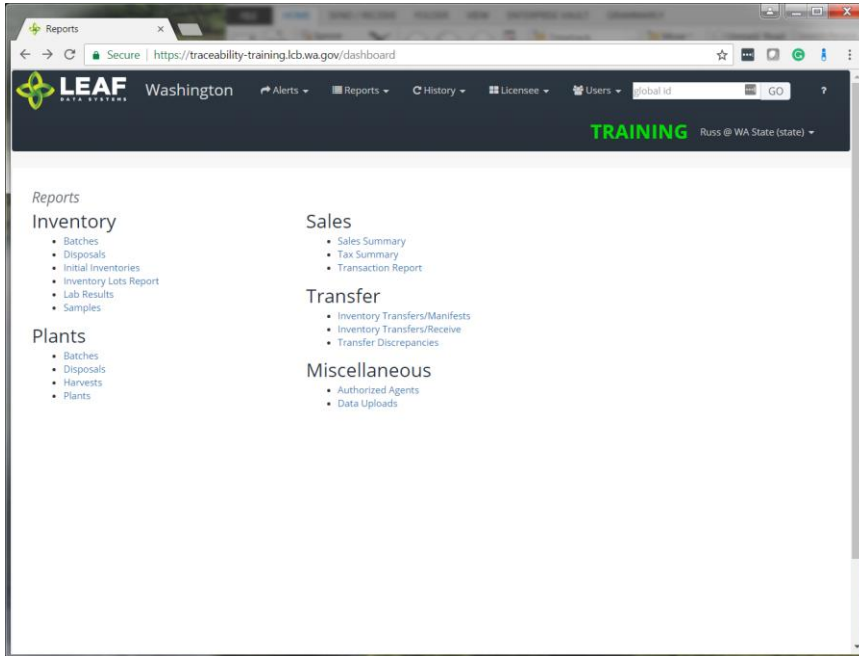 Reports
Secure | https://traceability-training.lcb.wa.gov/dashboard
LEAF
DATA SYSTEMS
Washington
Alerts
Reports
History
Licensee
Users
global id
GO
?
TRAINING
Russ @ WA State (state)
Reports
Inventory
Batches
Disposals
Initial Inventories
Inventory Lots Report
Lab Results
Samples
Plants
Batches
Disposals
Harvests
Plants
Sales
Sales Summary
Tax Summary
Transaction Report
Transfer
Inventory Transfers/Manifests
Inventory Transfers/Receive
Transfer Discrepancies
Miscellaneous
Authorized Agents
Data Uploads